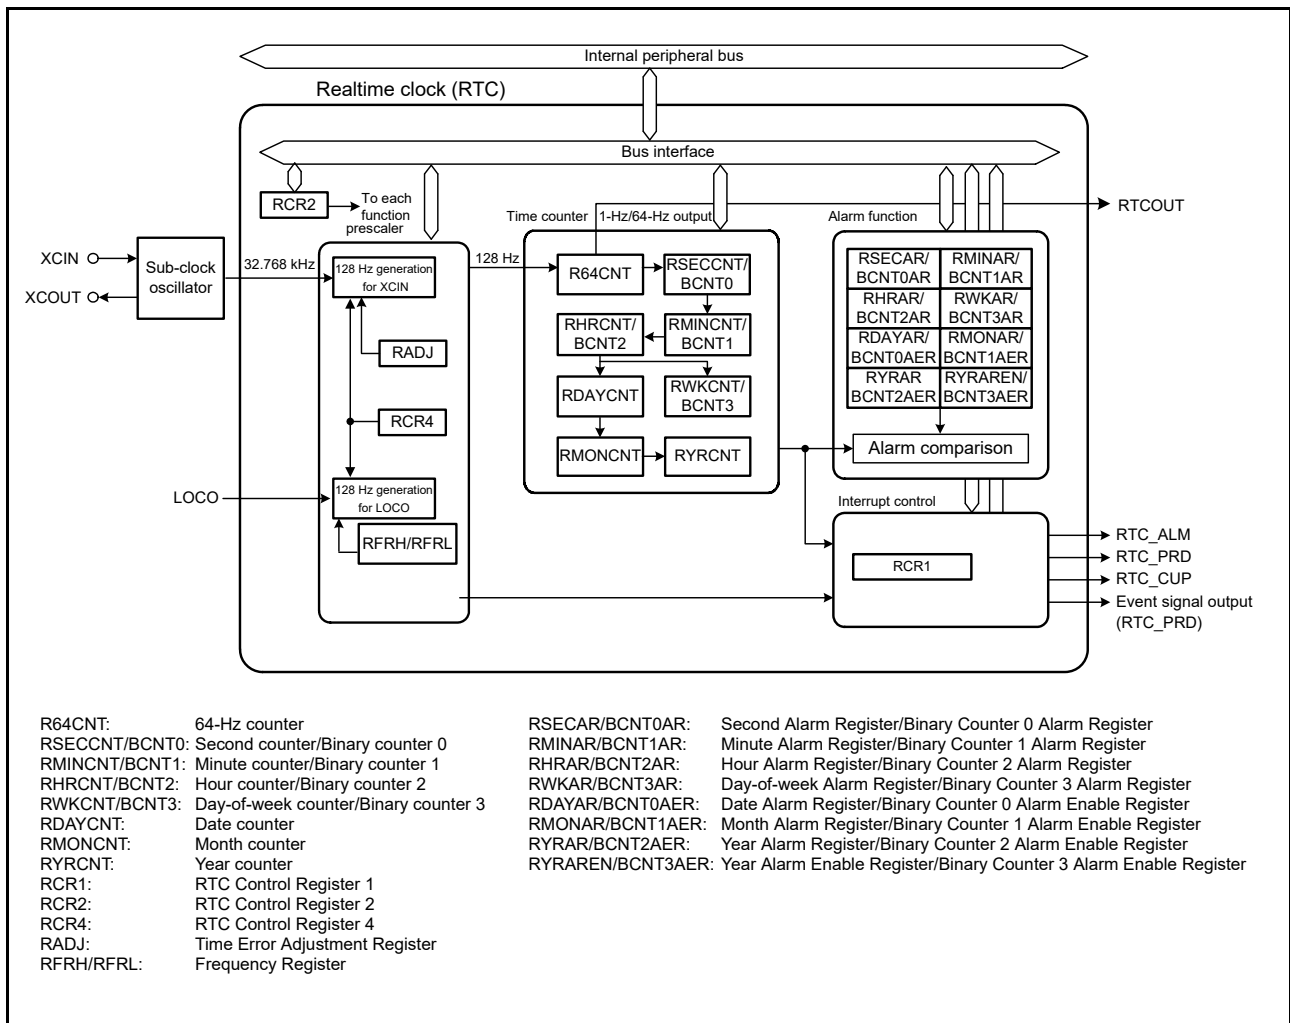 Internal peripheral bus
Realtime clock (RTC)
Bus interface
RCR2
To each
function
prescaler
Time counter
1-Hz/64-Hz output
Alarm function
RTCOUT
XCIN
XCOUT
Sub-clock
oscillator
32.768 kHz
128 Hz generation
for XCIN
128 Hz
RADJ
RCR4
LOCO
128 Hz generation
for LOCO
RFRH/RFRL
R64CNT
RSECCNT/
BCNT0
RHRCNT/
BCNT2
RMINCNT/
BCNT1
RDAYCNT
RWKCNT/
BCNT3
RMONCNT
RYRCNT
RSECAR/
BCNT0AR
RMINAR/
BCNT1AR
RHRAR/
BCNT2AR
RWKAR/
BCNT3AR
RDAYAR/
BCNT0AER
RMONAR/
BCNT1AER
RYRAR
BCNT2AER/
RYRAREN/
BCNT3AER
Alarm comparison
Interrupt control
RCR1
RTC_ALM
RTC_PRD
RTC_CUP
Event signal output
(RTC_PRD)
R64CNT: 64-Hz counter
RSECCNT/BCNT0: Second counter/Binary counter 0
RMINCNT/BCNT1: Minute counter/Binary counter 1
RHRCNT/BCNT2: Hour counter/Binary counter 2
RWKCNT/BCNT3: Day-of-week counter/Binary counter 3
RDAYCNT: Date counter
RMONCNT: Month counter
RYRCNT: Year counter
RCR1: RTC Control Register 1
RCR2: RTC Control Register 2
RCR4: RTC Control Register 4
RADJ: Time Error Adjustment Register
RFRH/RFRL: Frequency Register
RSECAR/BCNT0AR: Second Alarm Register/Binary Counter 0 Alarm Register
RMINAR/BCNT1AR: Minute Alarm Register/Binary Counter 1 Alarm Register
RHRAR/BCNT2AR: Hour Alarm Register/Binary Counter 2 Alarm Register
RWKAR/BCNT3AR: Day-of-week Alarm Register/Binary Counter 3 Alarm Register
RDAYAR/BCNT0AER: Date Alarm Register/Binary Counter 0 Alarm Enable Register
RMONAR/BCNT1AER: Month Alarm Register/Binary Counter 1 Alarm Enable Register
RYRAR/BCNT2AER: Year Alarm Register/Binary Counter 2 Alarm Enable Register
RYRAREN/BCNT3AER: Year Alarm Enable Register/Binary Counter 3 Alarm Enable Register